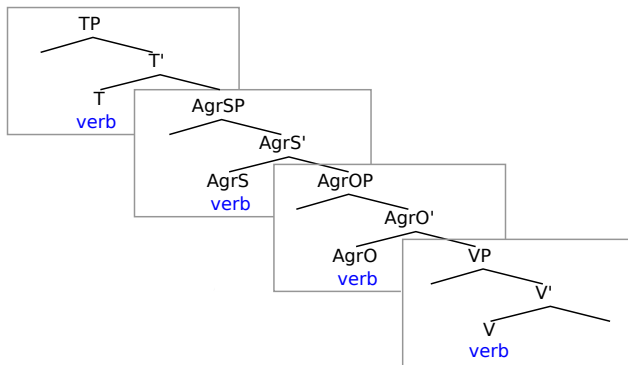 TP
T'
T
verb
AgrSP
AgrS'
AgrS
verb
AgrOP
AgrO'
AgrO
verb
VP
V'
V
verb